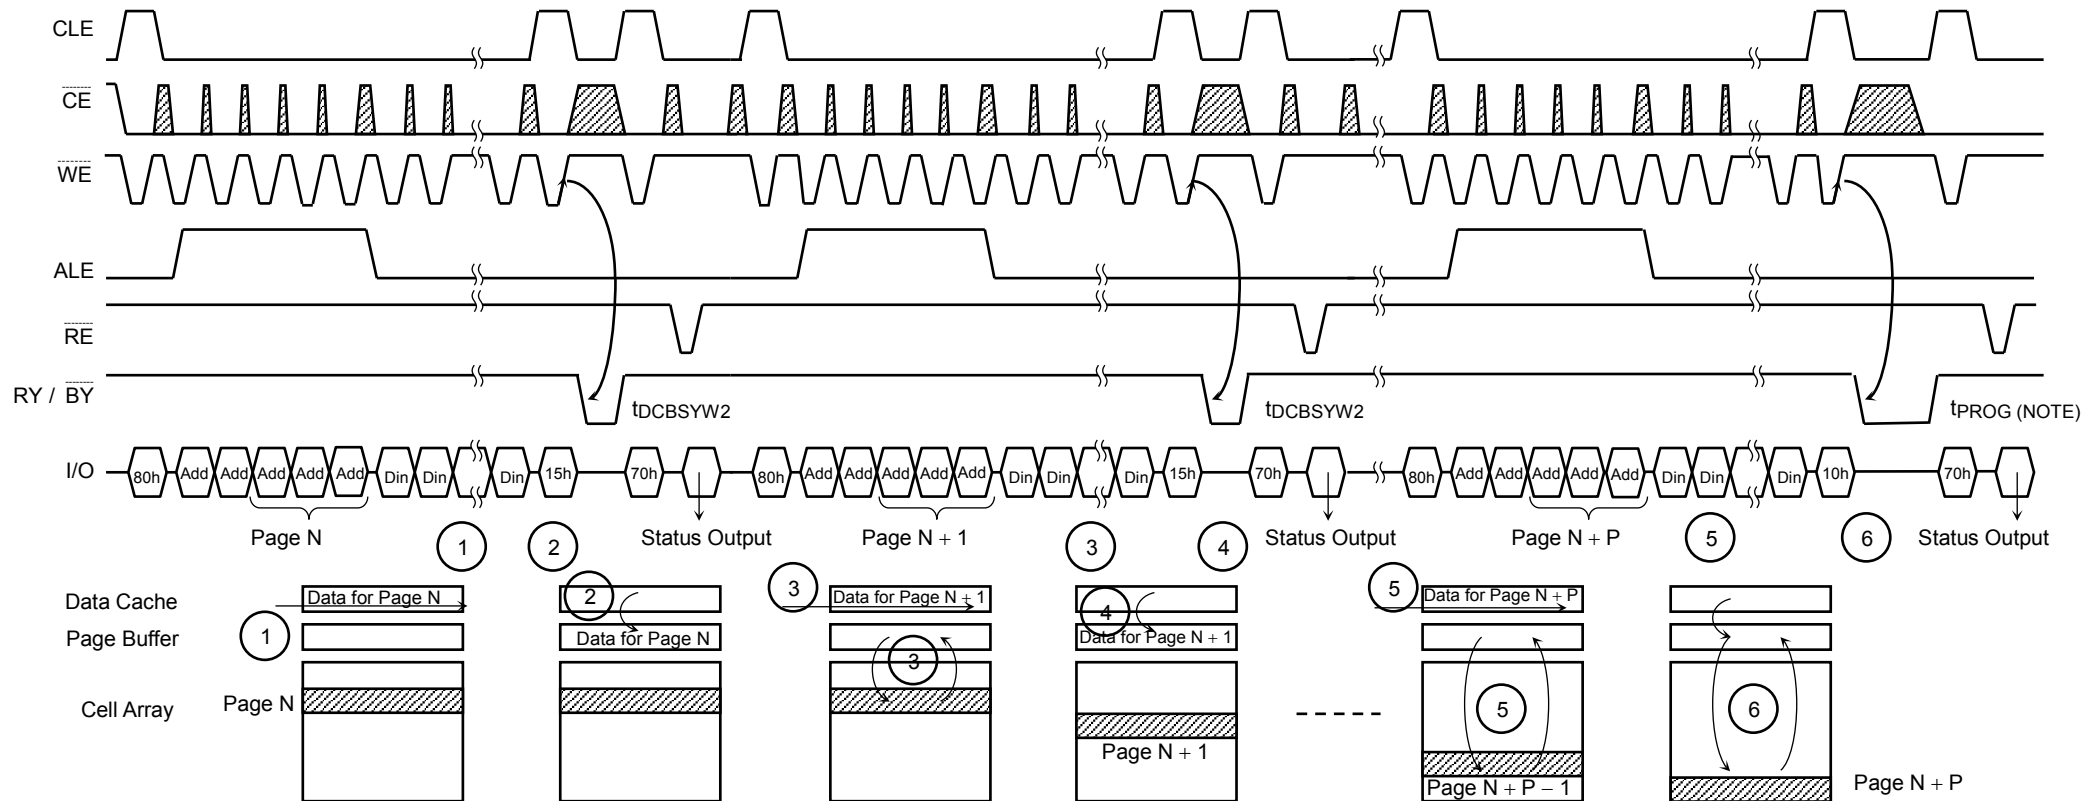 CLE
CE
WE
ALE
RE
RY / BY
tDCBSYW2 tDCBSYW2 tPROG (NOTE)
I/O 80h Add Add Add Add Add Din Din Din 15h 70h 80h Add Add Add Add Add Din Din Din 15h 70h 80h Add Add Add Add Add Din Din Din 10h 70h
Page N 1 2 Status Output Page N + 1 3 4 Status Output Page N + P 5 6 Status Output
Data Cache Data for Page N 2 3 Data for Page N + 1 4 5 Data for Page N + P
Page Buffer 1 Data for Page N Data for Page N + 1
3
Cell Array Page N 5 6
Page N + 1
Page N + P − 1 Page N + P